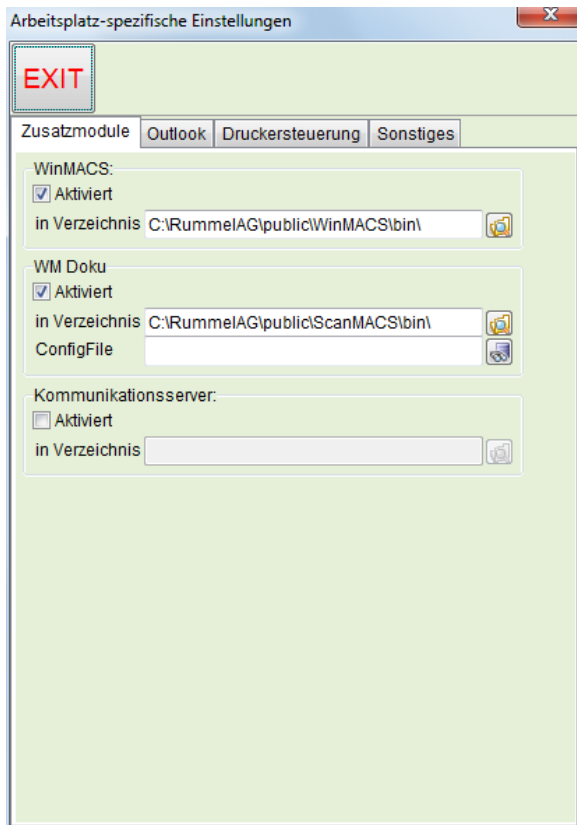 Arbeitsplatz-spezifische Einstellungen
EXIT
Zusatzmodule Outlook Druckersteuerung Sonstiges
WinMACS:
Aktiviert
in Verzeichnis C:\RummelAG\public\WinMACS\bin\
WM Doku
Aktiviert
in Verzeichnis C:\RummelAG\public\ScanMACS\bin\
ConfigFile
Kommunikationsserver:
Aktiviert
in Verzeichnis